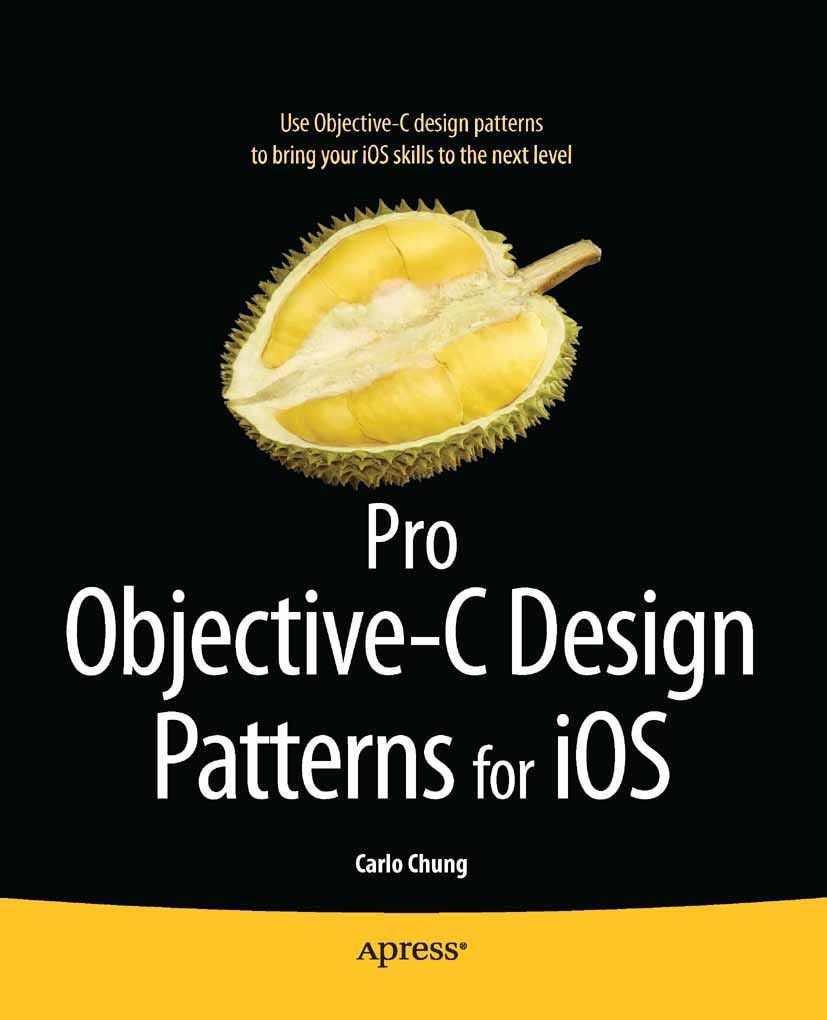 Use Objective-C design patterns
to bring your iOS skills to the next level
Pro
Objective-C Design
Patterns for iOS
Carlo Chung
Apress®